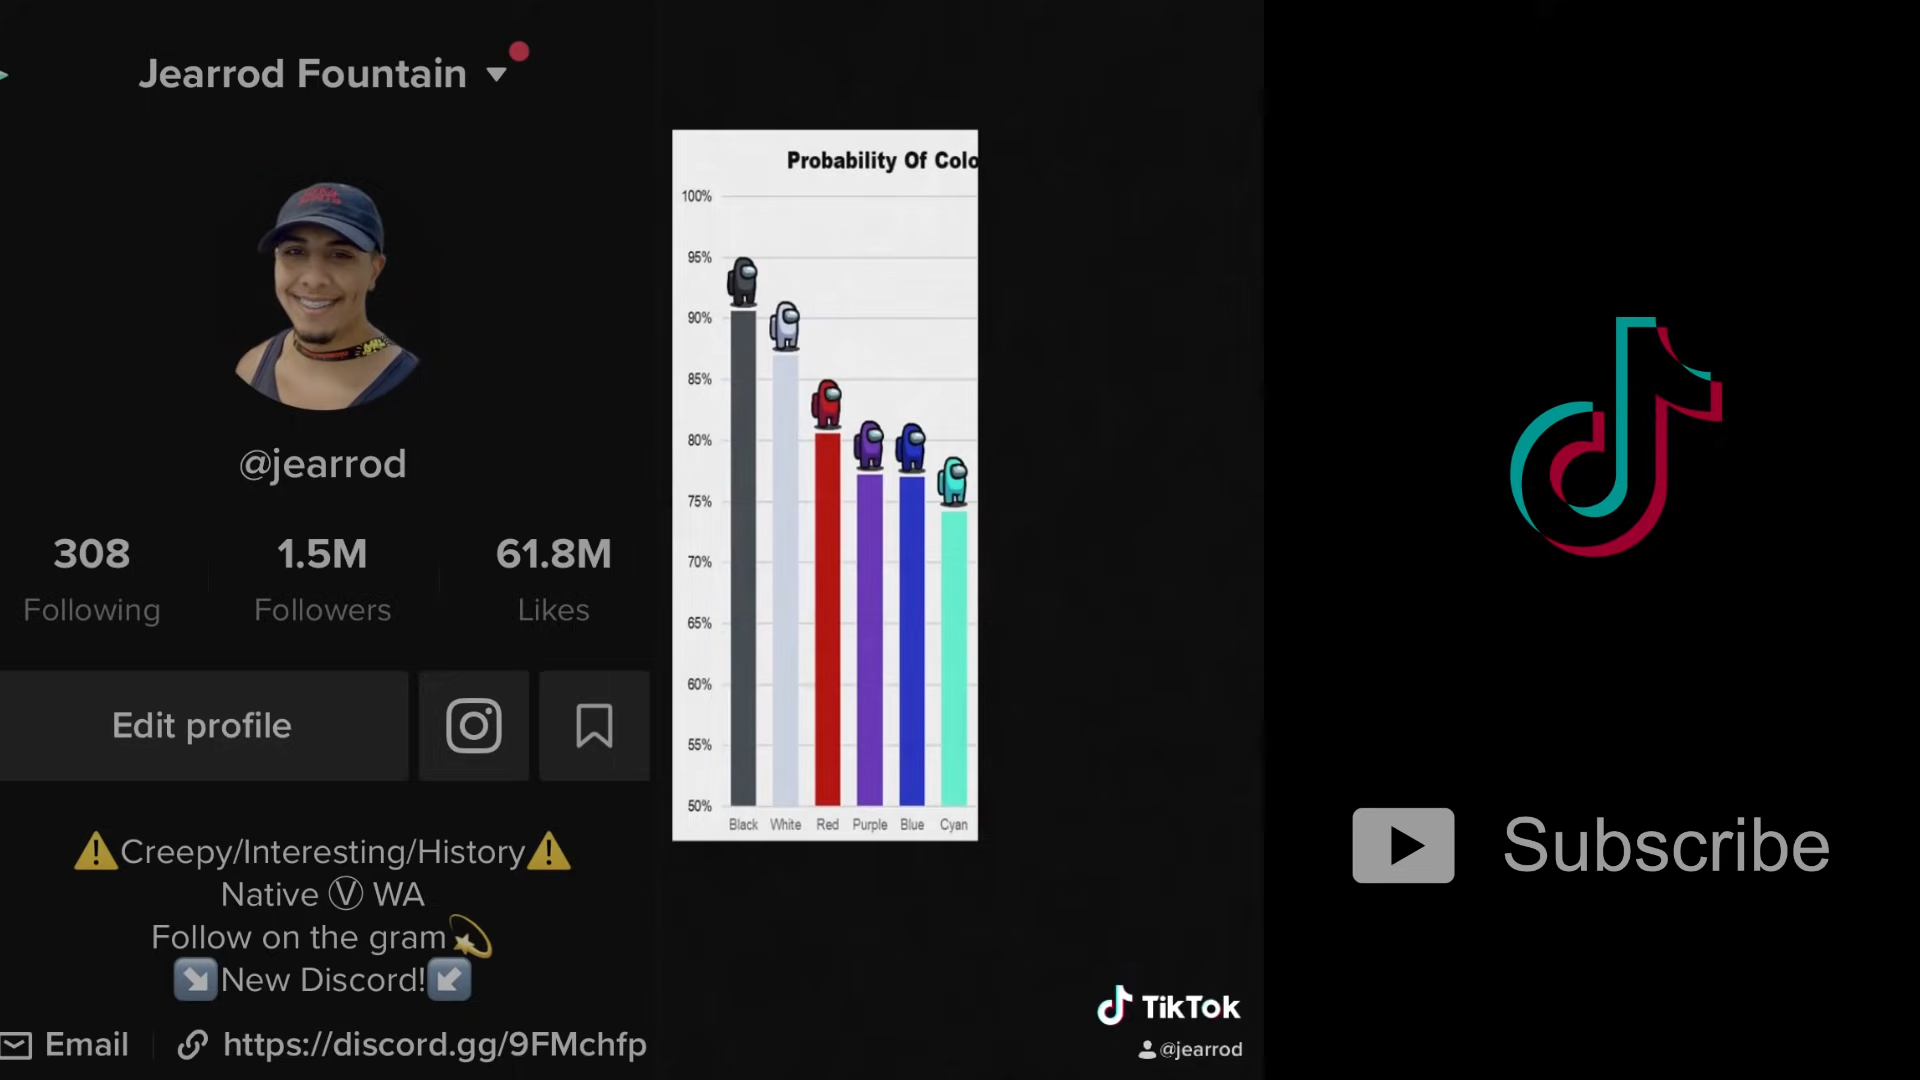 Jearrod Fountain
@jearrod
308
Following
1.5M
Followers
61.8M
Likes
Edit profile
⚠️Creepy/Interesting/History⚠️
Native Ⓥ WA
Follow on the gram💫
↘️New Discord!↙️
Email
https://discord.gg/9FMchfp
Probability Of Colo
100%
95%
90%
85%
80%
75%
70%
65%
60%
55%
50%
Black White Red Purple Blue Cyan
TikTok
@jearrod
Subscribe